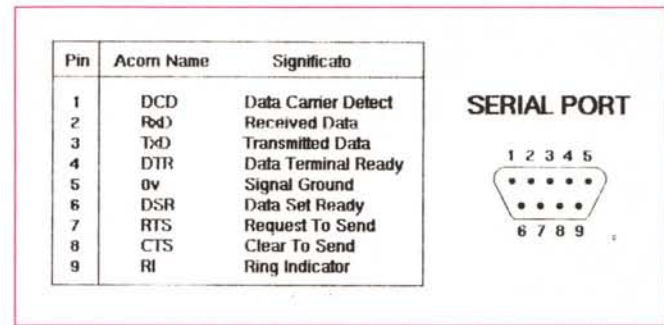 Pin Acorn Name Significato
1 DCD Data Carrier Detect
2 RxD Received Data
3 TxD Transmitted Data
4 DTR Data Terminal Ready
5 0v Signal Ground
6 DSR Data Set Ready
7 RTS Request To Send
8 CTS Clear To Send
9 RI Ring Indicator
SERIAL PORT
1 2 3 4 5
6 7 8 9